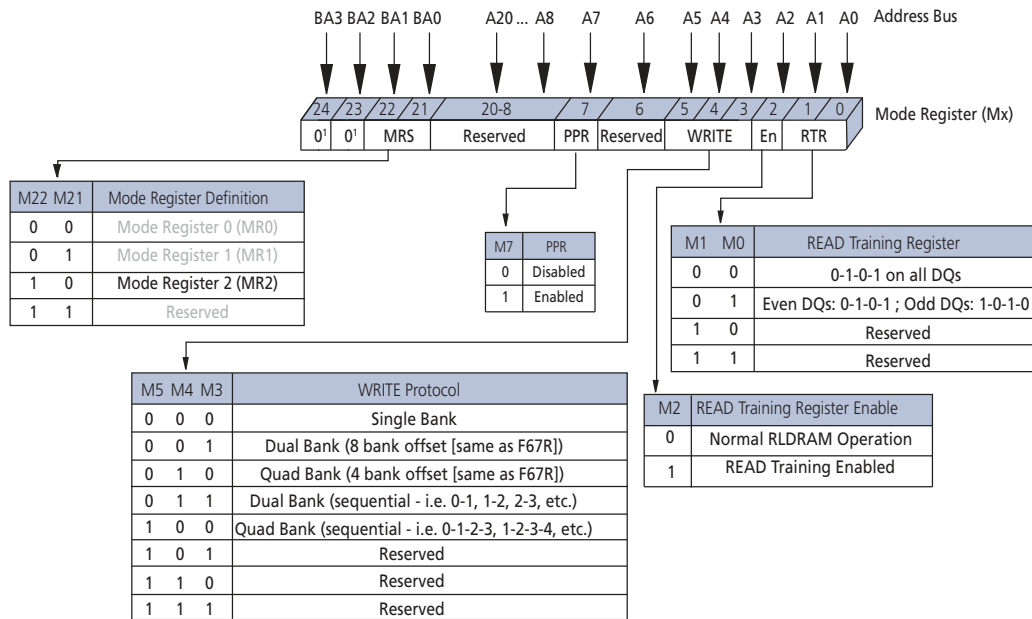 BA3 BA2 BA1 BA0 A20 ... A8 A7 A6 A5 A4 A3 A2 A1 A0 Address Bus
24 23 22 21 20-8 7 6 5 4 3 2 1 0 Mode Register (Mx)
0¹ 0¹ MRS Reserved PPR Reserved WRITE En RTR
M22 M21 Mode Register Definition
0 0 Mode Register 0 (MR0)
0 1 Mode Register 1 (MR1)
1 0 Mode Register 2 (MR2)
1 1 Reserved
M7 PPR
0 Disabled
1 Enabled
M1 M0 READ Training Register
0 0 0-1-0-1 on all DQs
0 1 Even DQs: 0-1-0-1 ; Odd DQs: 1-0-1-0
1 0 Reserved
1 1 Reserved
M5 M4 M3 WRITE Protocol
0 0 0 Single Bank
0 0 1 Dual Bank (8 bank offset [same as F67R])
0 1 0 Quad Bank (4 bank offset [same as F67R])
0 1 1 Dual Bank (sequential - i.e. 0-1, 1-2, 2-3, etc.)
1 0 0 Quad Bank (sequential - i.e. 0-1-2-3, 1-2-3-4, etc.)
1 0 1 Reserved
1 1 0 Reserved
1 1 1 Reserved
M2 READ Training Register Enable
0 Normal RLDRAM Operation
1 READ Training Enabled